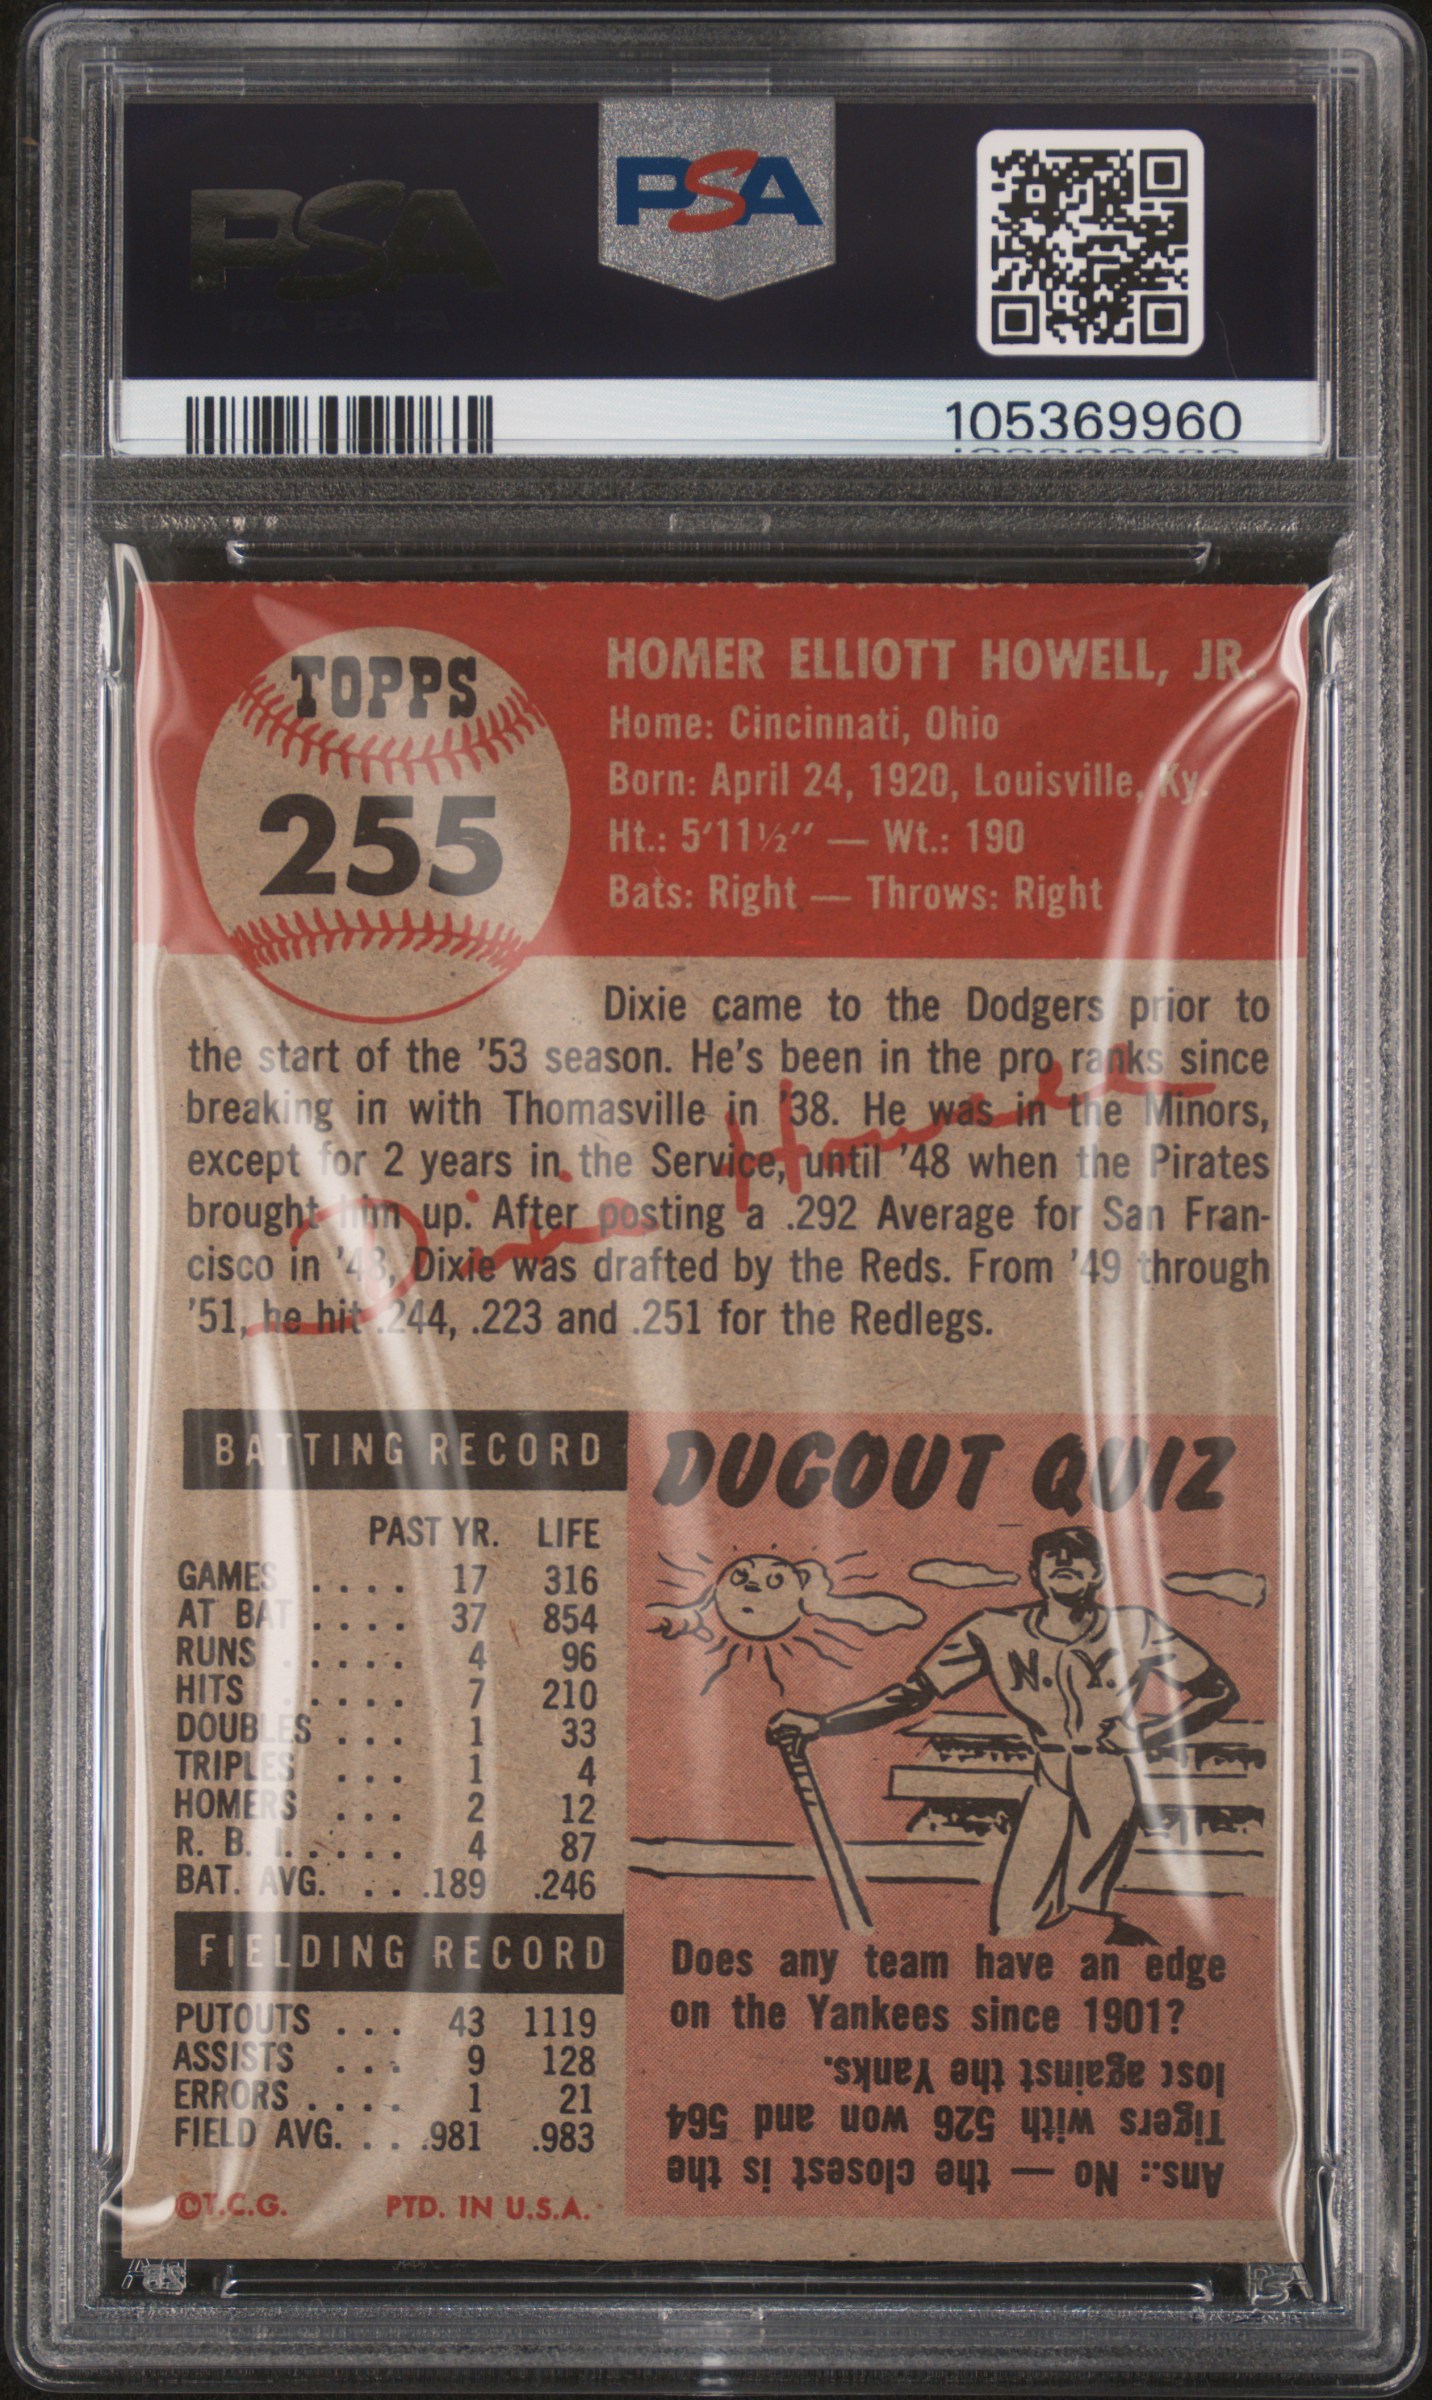 PSA
PSA
105369960
TOPPS
255
HOMER ELLIOTT HOWELL, JR.
Home: Cincinnati, Ohio
Born: April 24, 1920, Louisville, Ky.
Ht.: 5'11½" — Wt.: 190
Bats: Right — Throws: Right
Dixie came to the Dodgers prior to
the start of the '53 season. He's been in the pro ranks since
breaking in with Thomasville in '38. He was in the Minors,
except for 2 years in the Service, until '48 when the Pirates
brought him up. After posting a .292 Average for San Fran-
cisco in '48, Dixie was drafted by the Reds. From '49 through
'51, he hit .244, .223 and .251 for the Redlegs.
Dixie Howell
BATTING RECORD
PAST YR. LIFE
GAMES .... 17 316
AT BAT .... 37 854
RUNS ..... 4 96
HITS ..... 7 210
DOUBLES ... 1 33
TRIPLES ... 1 4
HOMERS ... 2 12
R. B. I. ..... 4 87
BAT. AVG. ... .189 .246
FIELDING RECORD
PUTOUTS ... 43 1119
ASSISTS ... 9 128
ERRORS .... 1 21
FIELD AVG. ... .981 .983
©T.C.G. PTD. IN U.S.A.
DUGOUT QUIZ
N. Y.
Does any team have an edge
on the Yankees since 1901?
Ans.: No — the closest is the
Tigers with 526 won and 564
lost against the Yanks.
PSA